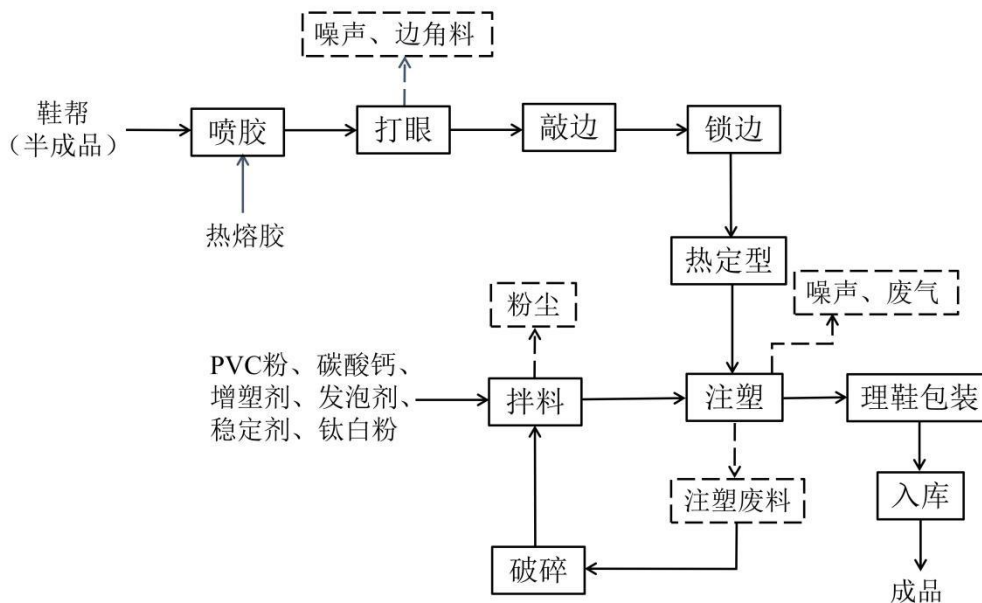 噪声、边角料
鞋帮
（半成品）
喷胶
打眼
敲边
锁边
热熔胶
热定型
粉尘
噪声、废气
PVC粉、碳酸钙、
增塑剂、发泡剂、
稳定剂、钛白粉
拌料
注塑
理鞋包装
注塑废料
入库
破碎
成品